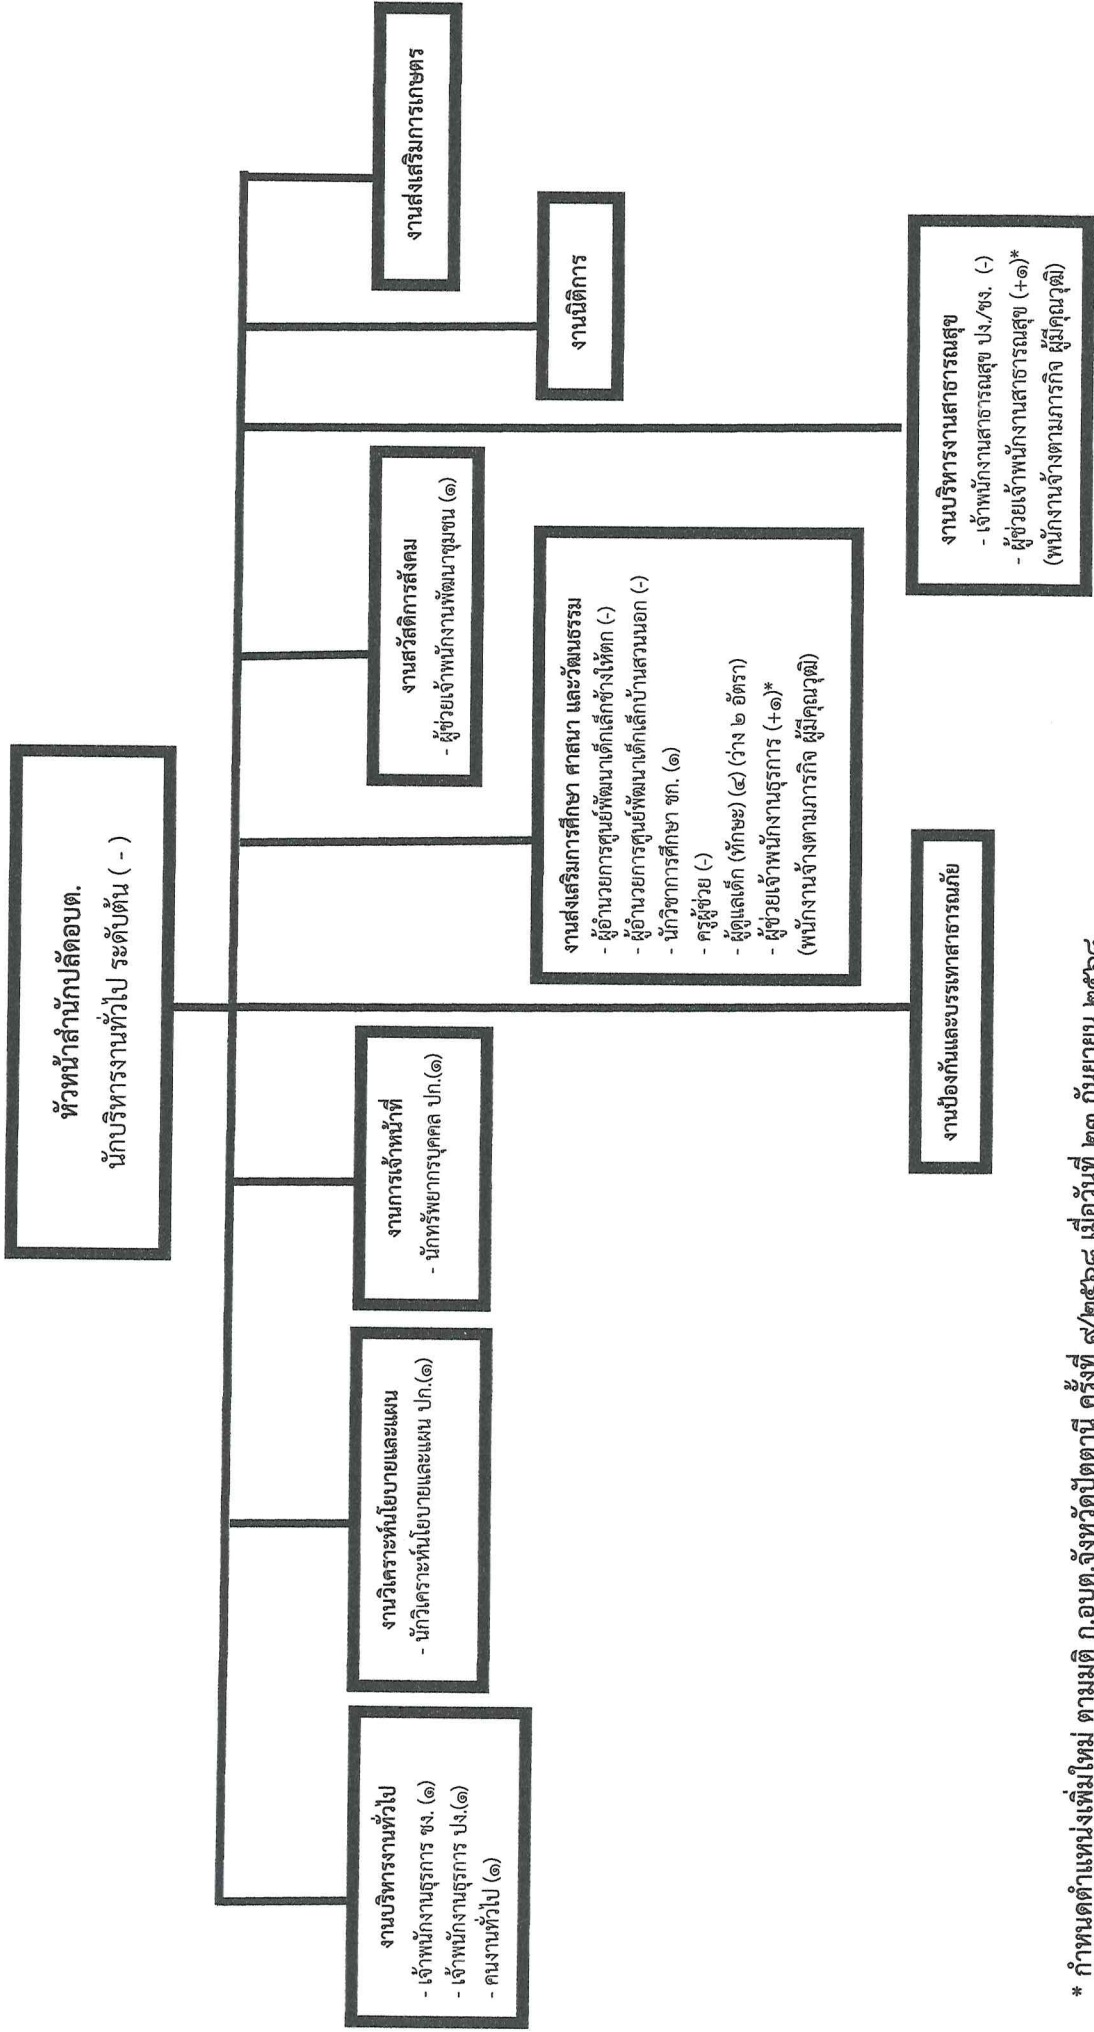 หัวหน้าสำนักปลัดอบต.
นักบริหารงานทั่วไป ระดับต้น ( - )
งานบริหารงานทั่วไป
- เจ้าพนักงานธุรการ ชง. (๑)
- เจ้าพนักงานธุรการ ปง.(๑)
- คนงานทั่วไป (๑)
งานวิเคราะห์นโยบายและแผน
- นักวิเคราะห์นโยบายและแผน ปก.(๑)
งานการเจ้าหน้าที่
- นักทรัพยากรบุคคล ปก.(๑)
งานสวัสดิการสังคม
- ผู้ช่วยเจ้าพนักงานพัฒนาชุมชน (๑)
งานส่งเสริมการเกษตร
งานส่งเสริมการศึกษา ศาสนา และวัฒนธรรม
- ผู้อำนวยการศูนย์พัฒนาเด็กเล็กช้างให้ตก (-)
- ผู้อำนวยการศูนย์พัฒนาเด็กเล็กบ้านสวนนอก (-)
- นักวิชาการศึกษา ชก. (๑)
- ครูผู้ช่วย (-)
- ผู้ดูแลเด็ก (ทักษะ) (๔) (ว่าง ๒ อัตรา)
- ผู้ช่วยเจ้าพนักงานธุรการ (+๑)*
(พนักงานจ้างตามภารกิจ ผู้มีคุณวุฒิ)
งานนิติการ
งานป้องกันและบรรเทาสาธารณภัย
งานบริหารงานสาธารณสุข
- เจ้าพนักงานสาธารณสุข ปง./ชง. (-)
- ผู้ช่วยเจ้าพนักงานสาธารณสุข (+๑)*
(พนักงานจ้างตามภารกิจ ผู้มีคุณวุฒิ)
* กำหนดตำแหน่งเพิ่มใหม่ ตามมติ ก.อบต.จังหวัดปัตตานี ครั้งที่ ๙/๒๕๖๔ เมื่อวันที่ ๒๓ กันยายน ๒๕๖๔